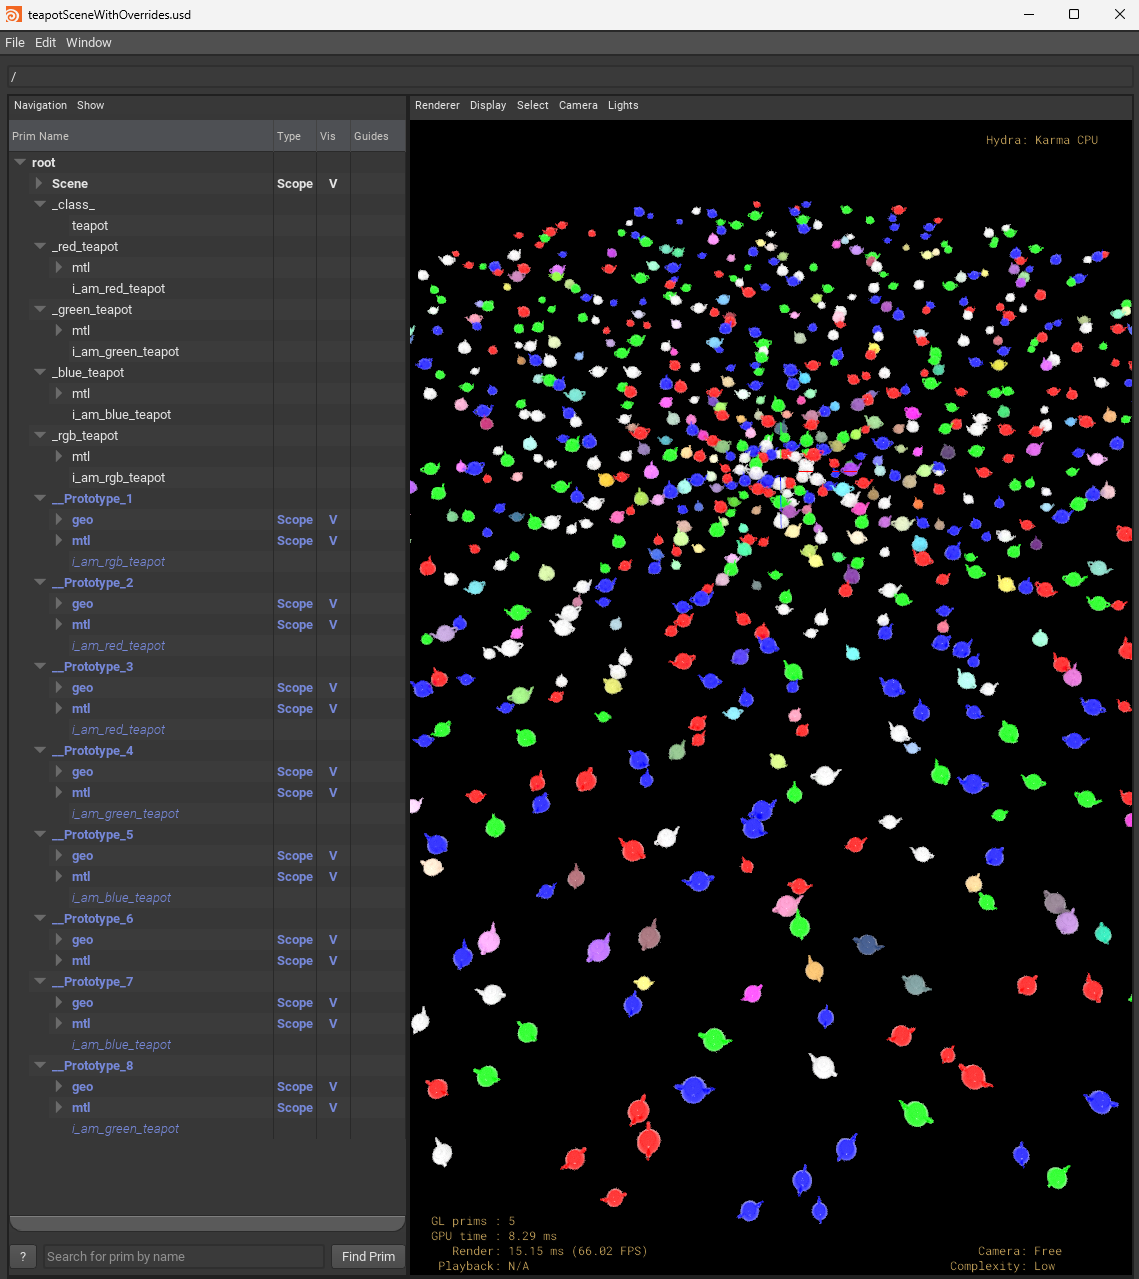 teapotSceneWithOverrides.usd
File Edit Window
/
Navigation Show
Renderer Display Select Camera Lights
Prim Name Type Vis Guides
Hydra: Karma CPU
root
Scene Scope V
_class_
teapot
_red_teapot
mtl
i_am_red_teapot
_green_teapot
mtl
i_am_green_teapot
_blue_teapot
mtl
i_am_blue_teapot
_rgb_teapot
mtl
i_am_rgb_teapot
__Prototype_1
geo Scope V
mtl Scope V
i_am_rgb_teapot
__Prototype_2
geo Scope V
mtl Scope V
i_am_red_teapot
__Prototype_3
geo Scope V
mtl Scope V
i_am_red_teapot
__Prototype_4
geo Scope V
mtl Scope V
i_am_green_teapot
__Prototype_5
geo Scope V
mtl Scope V
i_am_blue_teapot
__Prototype_6
geo Scope V
mtl Scope V
__Prototype_7
geo Scope V
mtl Scope V
i_am_blue_teapot
__Prototype_8
geo Scope V
mtl Scope V
i_am_green_teapot
? Search for prim by name Find Prim
GL prims : 5
GPU time : 8.29 ms
Render: 15.15 ms (66.02 FPS)
Playback: N/A
Camera: Free
Complexity: Low